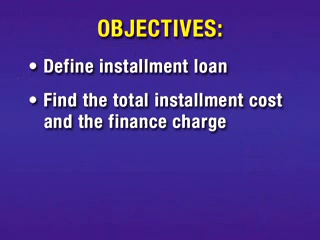 OBJECTIVES:
• Define installment loan
• Find the total installment cost
and the finance charge